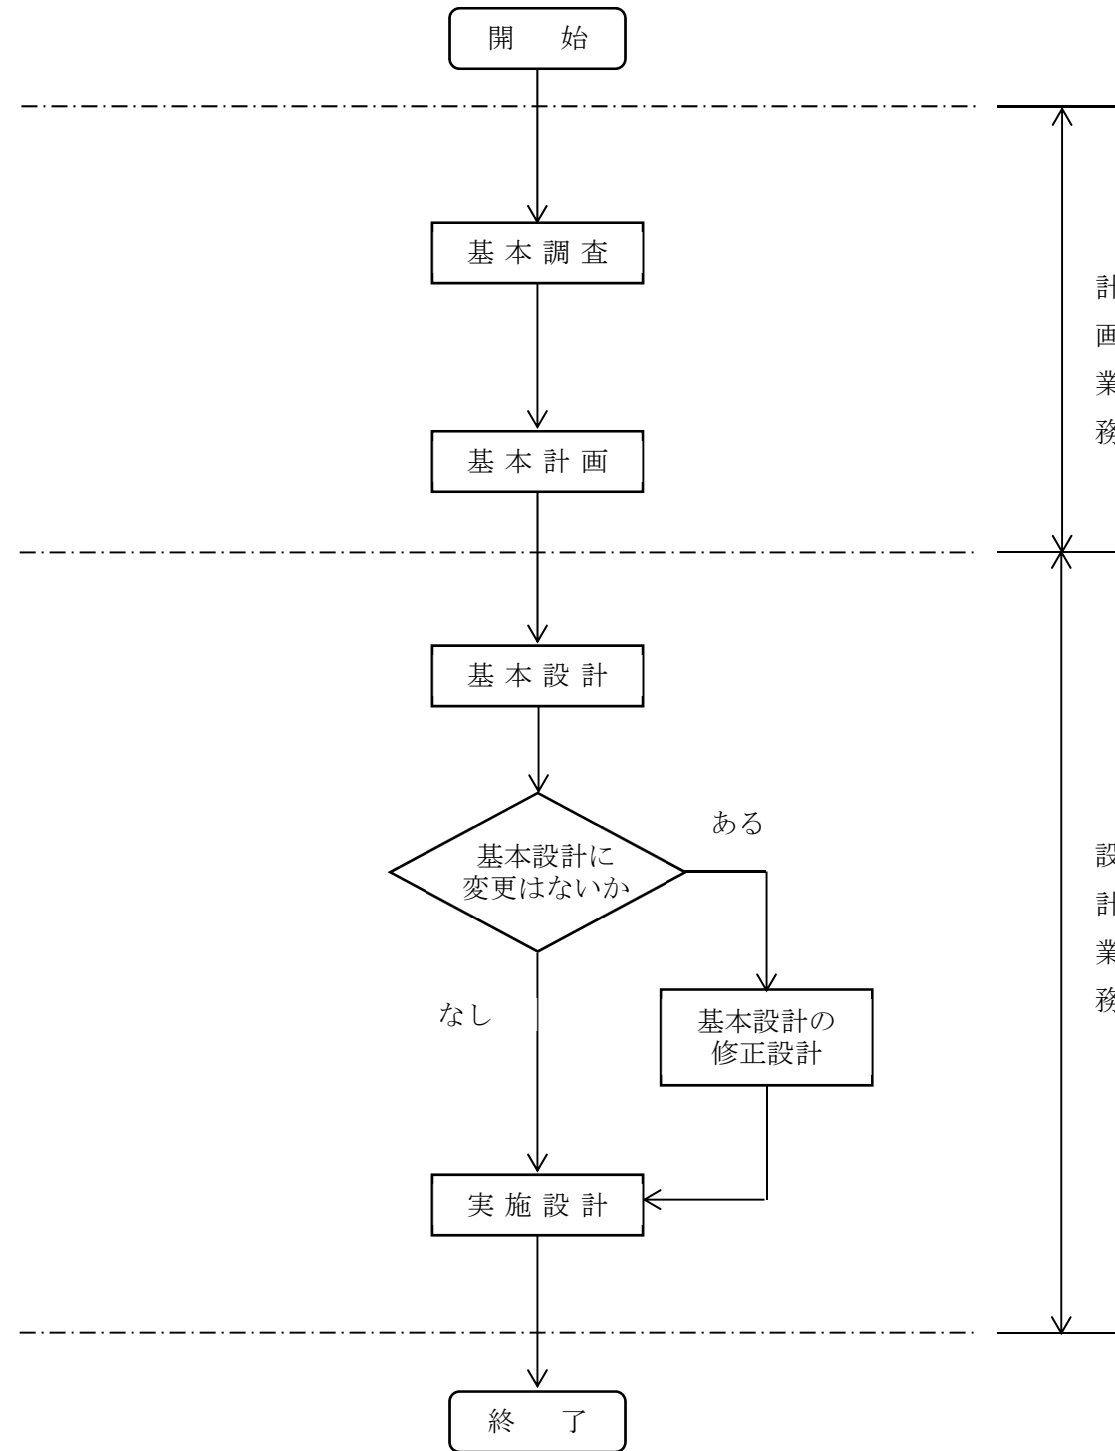 開 始
基本調査
計画業務
基本計画
基本設計
ある
基本設計に
変更はないか
設計業務
なし
基本設計の
修正設計
実施設計
終 了